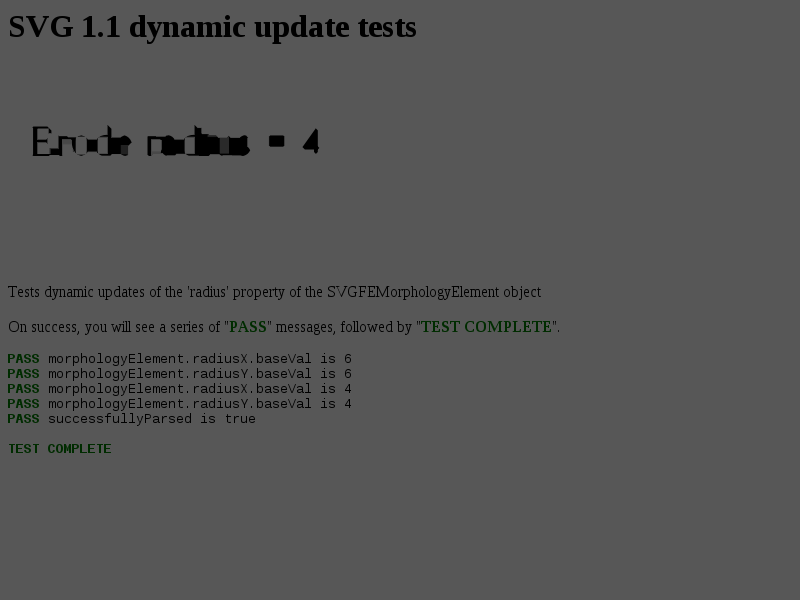 SVG 1.1 dynamic update tests
Erode radius = 4
Tests dynamic updates of the 'radius' property of the SVGFEMorphologyElement object
On success, you will see a series of "PASS" messages, followed by "TEST COMPLETE".
PASS morphologyElement.radiusX.baseVal is 6
PASS morphologyElement.radiusY.baseVal is 6
PASS morphologyElement.radiusX.baseVal is 4
PASS morphologyElement.radiusY.baseVal is 4
PASS successfullyParsed is true
TEST COMPLETE